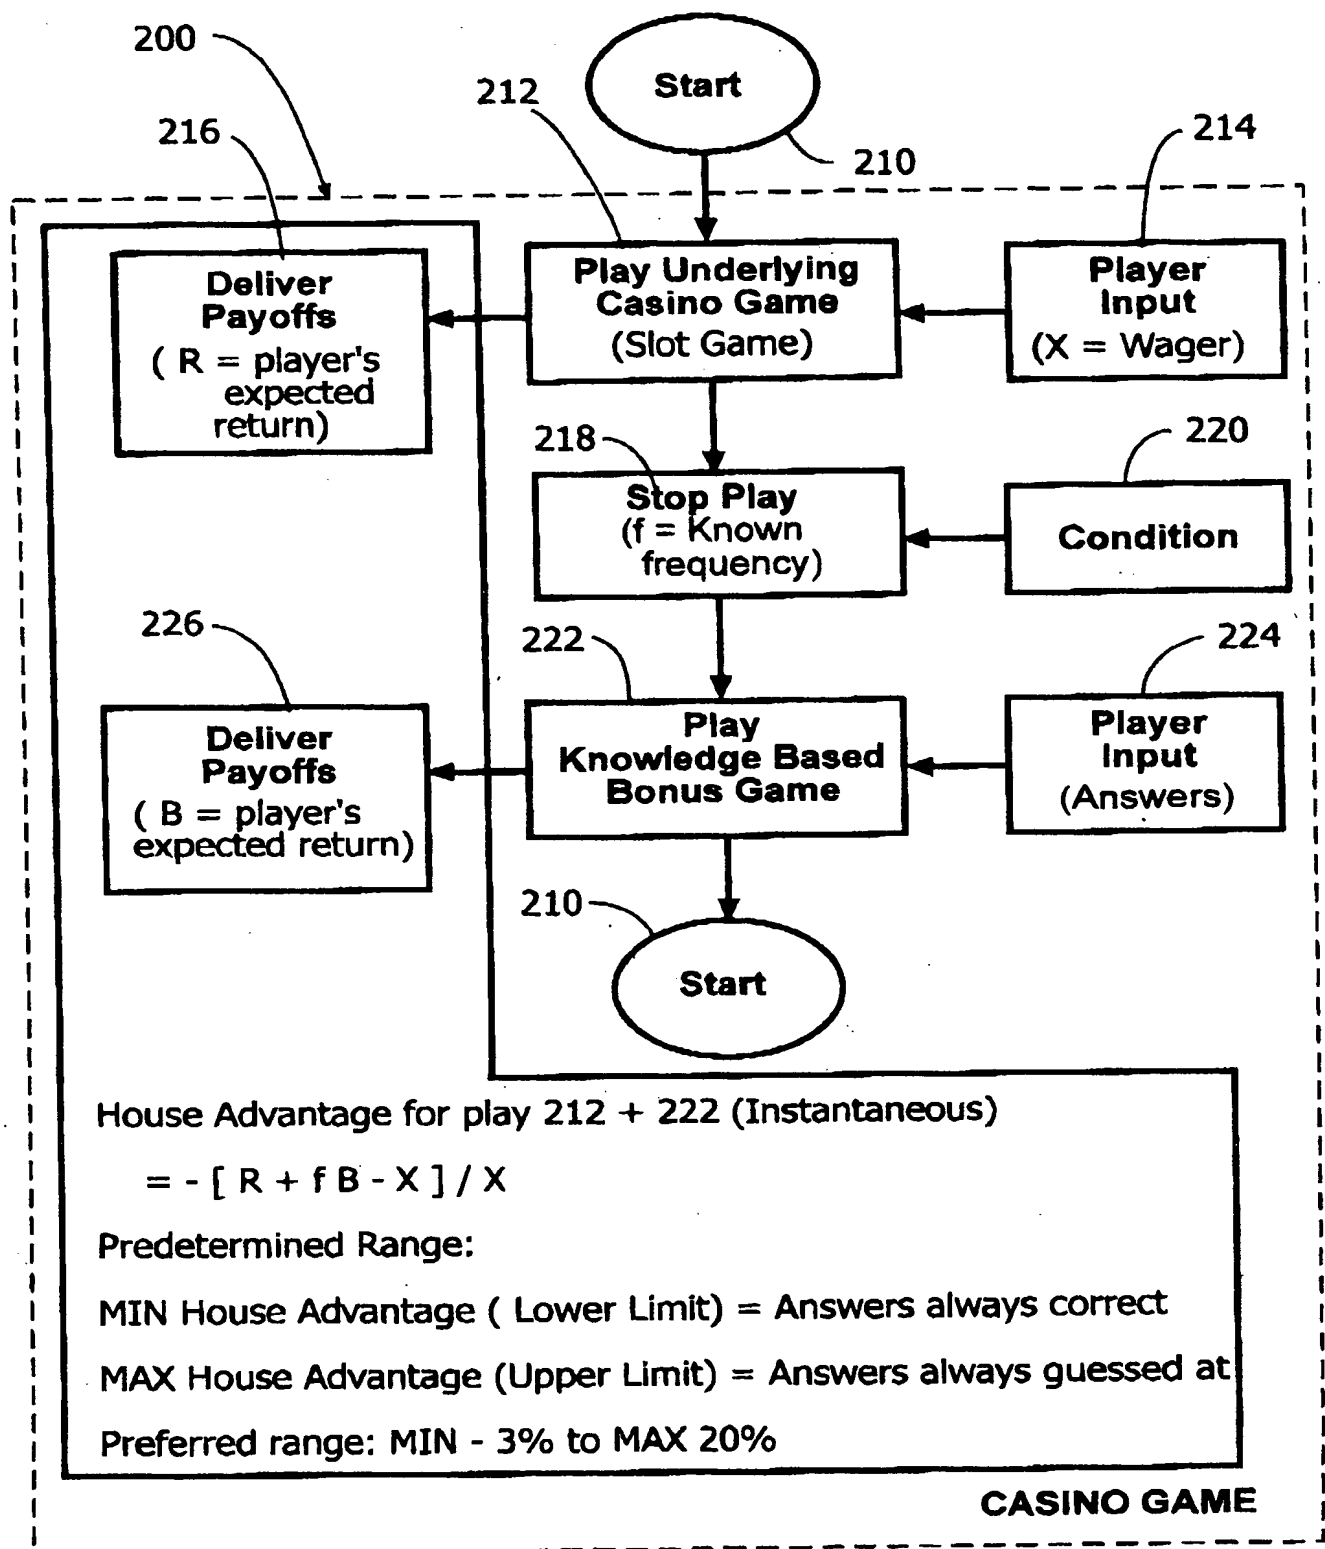 200
Start
212
214
216
210
Deliver
Payoffs
( R = player's
expected
return)
Play Underlying
Casino Game
(Slot Game)
Player
Input
(X = Wager)
218
220
Stop Play
(f = Known
frequency)
Condition
226
222
224
Deliver
Payoffs
( B = player's
expected return)
Play
Knowledge Based
Bonus Game
Player
Input
(Answers)
210
Start
House Advantage for play 212 + 222 (Instantaneous)
= - [ R + f B - X ] / X
Predetermined Range:
MIN House Advantage ( Lower Limit) = Answers always correct
MAX House Advantage (Upper Limit) = Answers always guessed at
Preferred range: MIN - 3% to MAX 20%
CASINO GAME